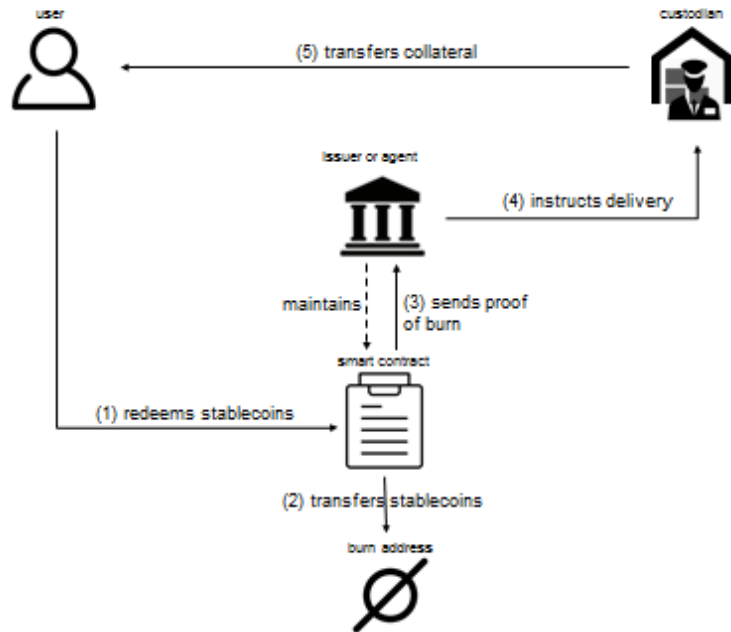 user
custodian
(5) transfers collateral
issuer or agent
(4) instructs delivery
maintains
(3) sends proof
of burn
smart contract
(1) redeems stablecoins
(2) transfers stablecoins
burn address